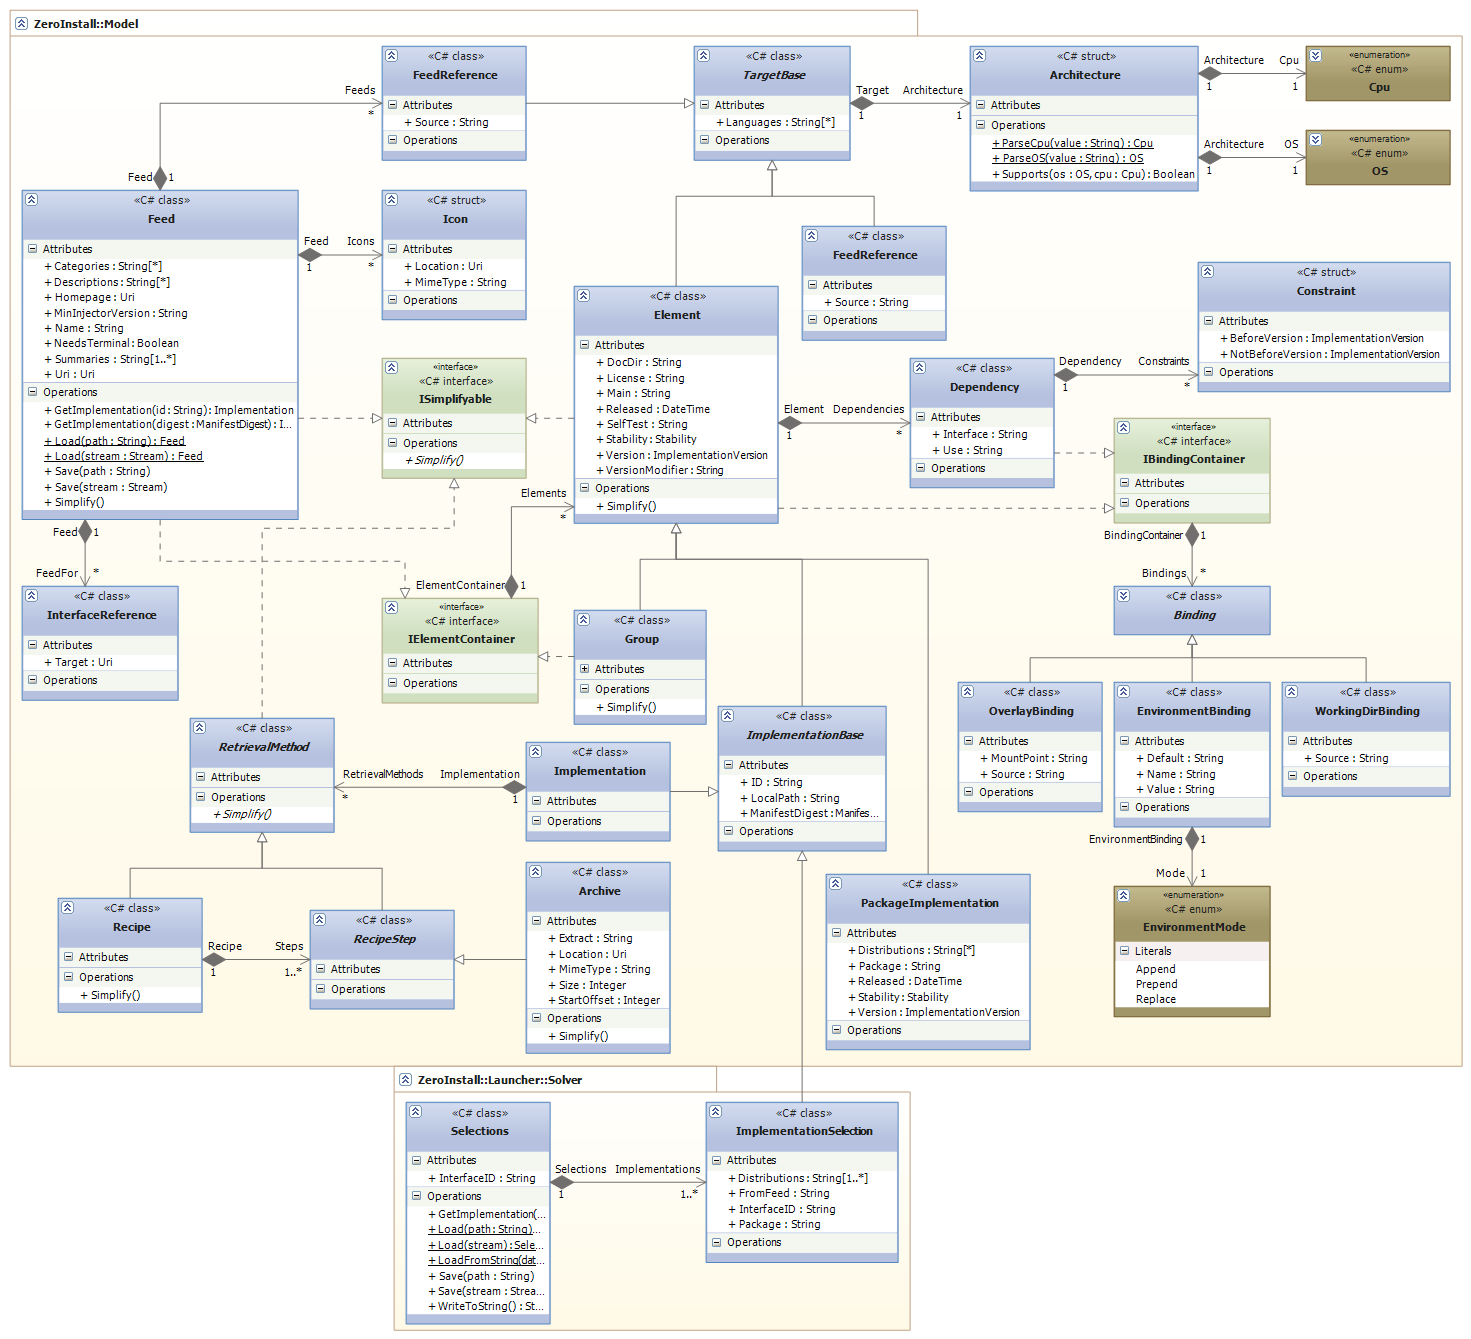 ZeroInstall::Model
«C# class»
FeedReference
Attributes
+ Source : String
Operations
«C# class»
TargetBase
Attributes
+ Languages : String[*]
Operations
«C# struct»
Architecture
Attributes
Operations
+ ParseCpu(value : String) : Cpu
+ ParseOS(value : String) : OS
+ Supports(os : OS, cpu : Cpu) : Boolean
«enumeration»
«C# enum»
Cpu
«enumeration»
«C# enum»
OS
Feeds
*
Feed
1
Target
1
Architecture
1
Architecture
1
Cpu
1
Architecture
1
OS
1
«C# class»
Feed
Attributes
+ Categories : String[*]
+ Descriptions : String[*]
+ Homepage : Uri
+ MinInjectorVersion : String
+ Name : String
+ NeedsTerminal : Boolean
+ Summaries : String[1..*]
+ Uri : Uri
Operations
+ GetImplementation(id : String) : Implementation
+ GetImplementation(digest : ManifestDigest) : I...
+ Load(path : String) : Feed
+ Load(stream : Stream) : Feed
+ Save(path : String)
+ Save(stream : Stream)
+ Simplify()
Feed
1
Icons
*
«C# struct»
Icon
Attributes
+ Location : Uri
+ MimeType : String
Operations
«C# class»
FeedReference
Attributes
+ Source : String
Operations
«C# class»
Element
Attributes
+ DocDir : String
+ License : String
+ Main : String
+ Released : DateTime
+ SelfTest : String
+ Stability : Stability
+ Version : ImplementationVersion
+ VersionModifier : String
Operations
+ Simplify()
«C# struct»
Constraint
Attributes
+ BeforeVersion : ImplementationVersion
+ NotBeforeVersion : ImplementationVersion
Operations
«interface»
«C# interface»
ISimplifyable
Attributes
Operations
+ Simplify()
Element
1
Dependencies
*
«C# class»
Dependency
Attributes
+ Interface : String
+ Use : String
Operations
Dependency
1
Constraints
*
«interface»
«C# interface»
IBindingContainer
Attributes
Operations
Elements
*
ElementContainer
1
BindingContainer
1
Bindings
*
Feed
1
FeedFor
*
«C# class»
InterfaceReference
Attributes
+ Target : Uri
Operations
«interface»
«C# interface»
IElementContainer
Attributes
Operations
«C# class»
Group
Attributes
Operations
+ Simplify()
«C# class»
Binding
«C# class»
OverlayBinding
Attributes
+ MountPoint : String
+ Source : String
Operations
«C# class»
EnvironmentBinding
Attributes
+ Default : String
+ Name : String
+ Value : String
Operations
«C# class»
WorkingDirBinding
Attributes
+ Source : String
Operations
«C# class»
RetrievalMethod
Attributes
Operations
+ Simplify()
RetrievalMethods
*
Implementation
1
«C# class»
Implementation
Attributes
Operations
«C# class»
ImplementationBase
Attributes
+ ID : String
+ LocalPath : String
+ ManifestDigest : Manifes...
Operations
EnvironmentBinding
1
Mode
1
«enumeration»
«C# enum»
EnvironmentMode
Literals
Append
Prepend
Replace
«C# class»
Recipe
Attributes
Operations
+ Simplify()
Recipe
1
Steps
1..*
«C# class»
RecipeStep
Attributes
Operations
«C# class»
Archive
Attributes
+ Extract : String
+ Location : Uri
+ MimeType : String
+ Size : Integer
+ StartOffset : Integer
Operations
+ Simplify()
«C# class»
PackageImplementation
Attributes
+ Distributions : String[*]
+ Package : String
+ Released : DateTime
+ Stability : Stability
+ Version : ImplementationVersion
Operations
ZeroInstall::Launcher::Solver
«C# class»
Selections
Attributes
+ InterfaceID : String
Operations
+ GetImplementation(...
+ Load(path : String)...
+ Load(stream) : Sele...
+ LoadFromString(dat...
+ Save(path : String)
+ Save(stream : Strea...
+ WriteToString() : St...
Selections
1
Implementations
1..*
«C# class»
ImplementationSelection
Attributes
+ Distributions : String[1..*]
+ FromFeed : String
+ InterfaceID : String
+ Package : String
Operations